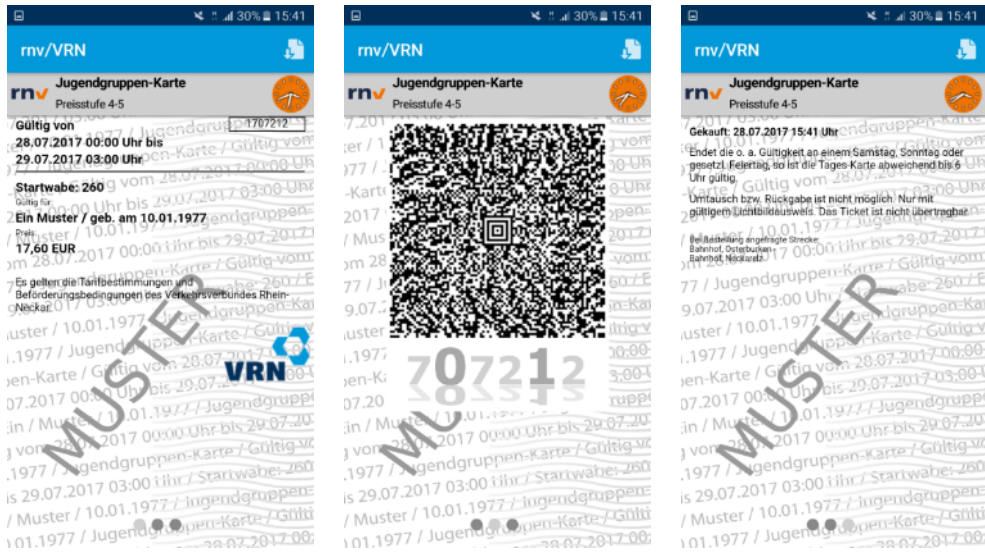 30% 15:41
rnv/VRN
rnv
Jugendgruppen-Karte
Preisstufe 4-5
1707212
Gültig von
28.07.2017 00:00 Uhr bis
29.07.2017 03:00 Uhr
Startwabe: 260
Gültig für:
Ein Muster / geb. am 10.01.1977
Preis
17,60 EUR
Es gelten die Tarifbestimmungen und
Beförderungsbedingungen des Verkehrsverbundes Rhein-
Neckar.
VRN
MUSTER
30% 15:41
rnv/VRN
rnv
Jugendgruppen-Karte
Preisstufe 4-5
707212
MUSTER
30% 15:41
rnv/VRN
rnv
Jugendgruppen-Karte
Preisstufe 4-5
Gekauft: 28.07.2017 15:41 Uhr
Endet die o. a. Gültigkeit an einem Samstag, Sonntag oder
gesetzl. Feiertag, so ist die Tages-Karte abweichend bis 6
Uhr gültig.
Umtausch bzw. Rückgabe ist nicht möglich. Nur mit
gültigem Lichtbildausweis. Das Ticket ist nicht übertragbar.
Bei Bestellung angefragte Strecke:
Bahnhof, Osterburken -
Bahnhof, Neckarelz
MUSTER